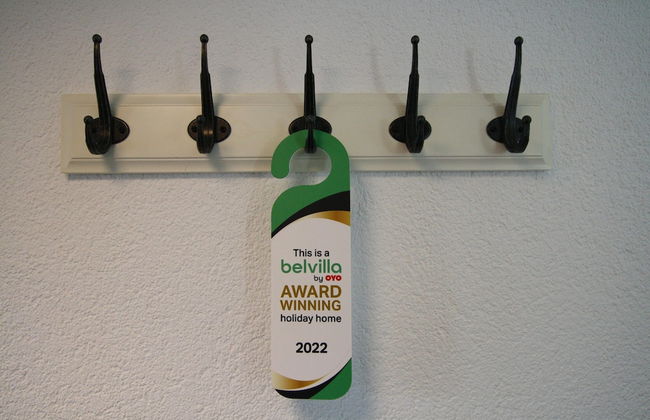 This is a
belvilla
by OYO
AWARD
WINNING
holiday home
2022